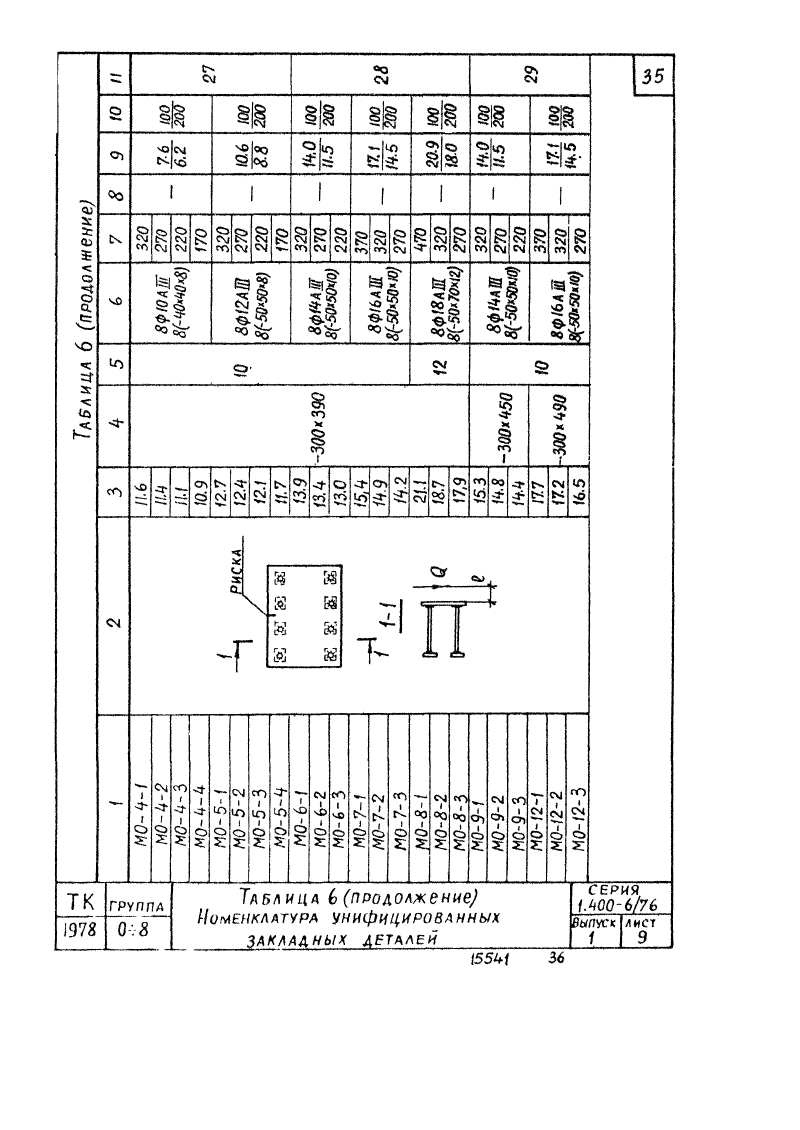 35
Таблица 6 (продолжение)
1 2 3 4 5 6 7 8 9 10 11
МО-4-1 11.6 320
МО-4-2 11.4 270
МО-4-3 11.1 220
МО-4-4 10.9 170
8Ф10АIII
8(-40×40×8)
—
7.6
6.2
100
200
27
МО-5-1 12.7 320
МО-5-2 12.4 270
МО-5-3 12.1 220
МО-5-4 11.7 170
10
8Ф12АIII
8(-50×50×8)
—
10.6
8.8
100
200
МО-6-1 13.9 320
МО-6-2 13.4 270
МО-6-3 13.0 220
-300×390
8Ф14АIII
8(-50×50×10)
—
14.0
11.5
100
200
28
МО-7-1 15,4 370
МО-7-2 14.9 320
МО-7-3 14.2 270
8Ф16АIII
8(-50×50×10)
—
17.1
14.5
100
200
МО-8-1 21.1 470
МО-8-2 18.7 320
МО-8-3 17,9 270
12
8Ф18АIII
8(-50×70×12)
—
20.9
18.0
100
200
МО-9-1 15.3 320
МО-9-2 14.8 270
МО-9-3 14.4 220
-300×450
10
8Ф14АIII
8(-50×50×10)
—
14.0
11.5
100
200
29
МО-12-1 17.7 370
МО-12-2 17.2 320
МО-12-3 16.5 270
-300×490
8Ф16АIII
8(-50×50×10)
—
17.1
14.5
100
200
риска
1
1
1-1
Q
ℓ
ТК
1978
группа
0÷8
Таблица 6 (продолжение)
Номенклатура унифицированных
закладных деталей
серия
1.400-6/76
Выпуск
1
лист
9
15541 36